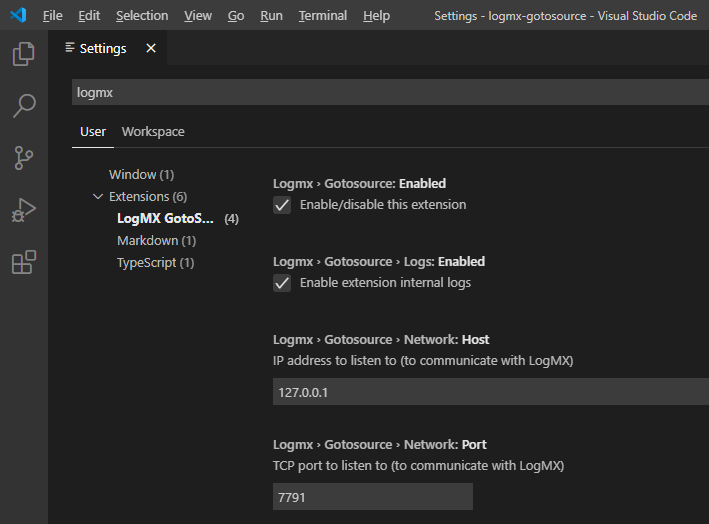 File Edit Selection View Go Run Terminal Help Settings - logmx-gotosource - Visual Studio Code
Settings
logmx
User Workspace
Window (1)
Extensions (6)
LogMX GotoS... (4)
Markdown (1)
TypeScript (1)
Logmx › Gotosource: Enabled
Enable/disable this extension
Logmx › Gotosource › Logs: Enabled
Enable extension internal logs
Logmx › Gotosource › Network: Host
IP address to listen to (to communicate with LogMX)
127.0.0.1
Logmx › Gotosource › Network: Port
TCP port to listen to (to communicate with LogMX)
7791